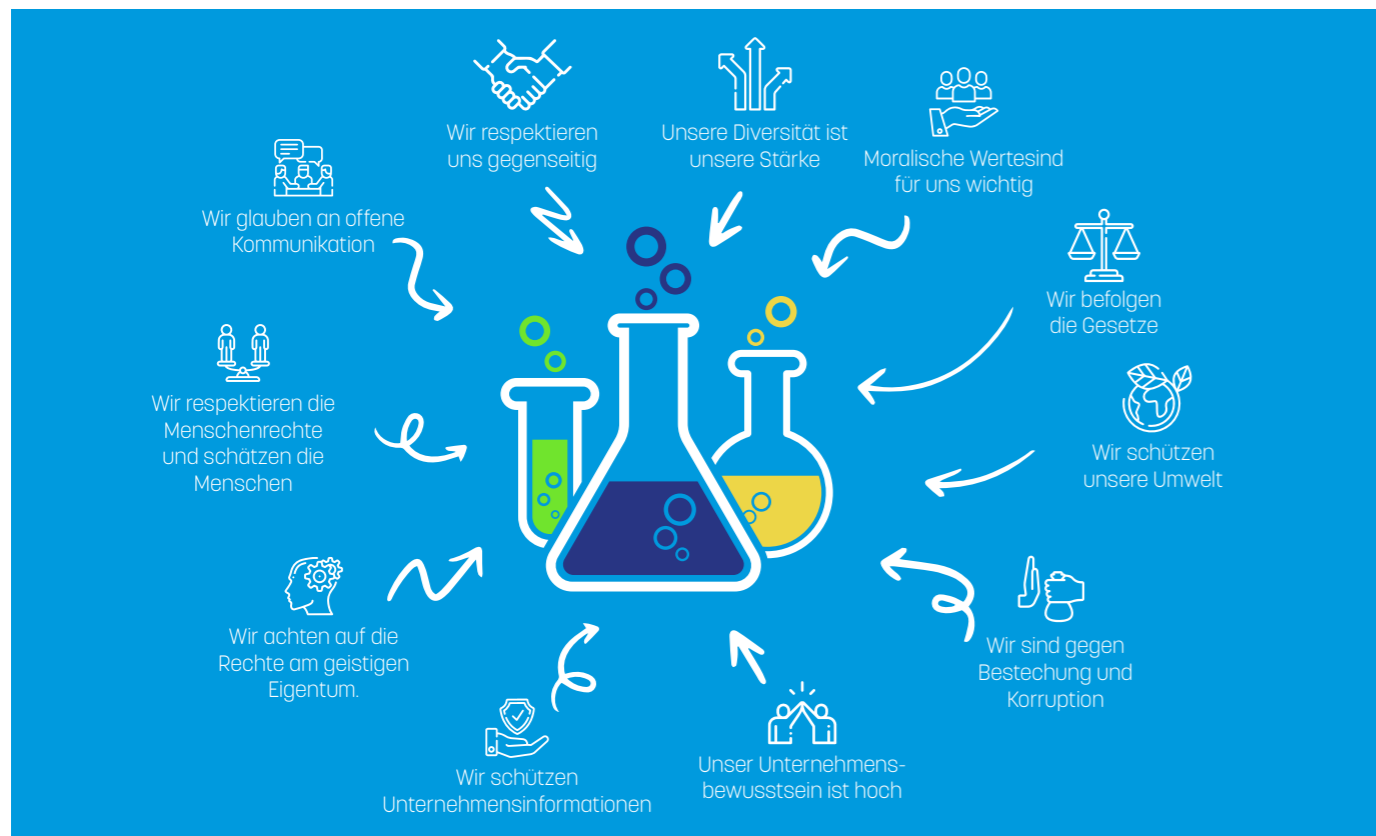 Wir respektieren
uns gegenseitig
Unsere Diversität ist
unsere Stärke
Moralische Wertesind
für uns wichtig
Wir glauben an offene
Kommunikation
Wir befolgen
die Gesetze
Wir respektieren die
Menschenrechte
und schätzen die
Menschen
Wir schützen
unsere Umwelt
Wir achten auf die
Rechte am geistigen
Eigentum.
Wir sind gegen
Bestechung und
Korruption
Wir schützen
Unternehmensinformationen
Unser Unternehmens-
bewusstsein ist hoch